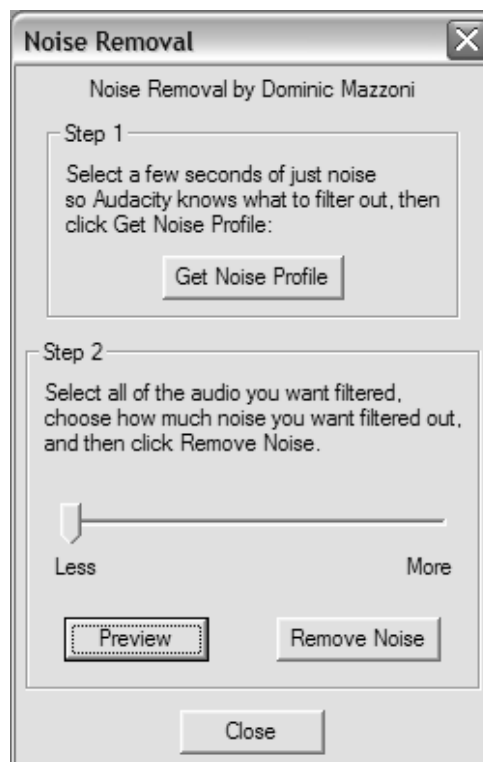 Noise Removal
Noise Removal by Dominic Mazzoni
Step 1
Select a few seconds of just noise
so Audacity knows what to filter out, then
click Get Noise Profile:
Get Noise Profile
Step 2
Select all of the audio you want filtered,
choose how much noise you want filtered out,
and then click Remove Noise.
Less More
Preview Remove Noise
Close